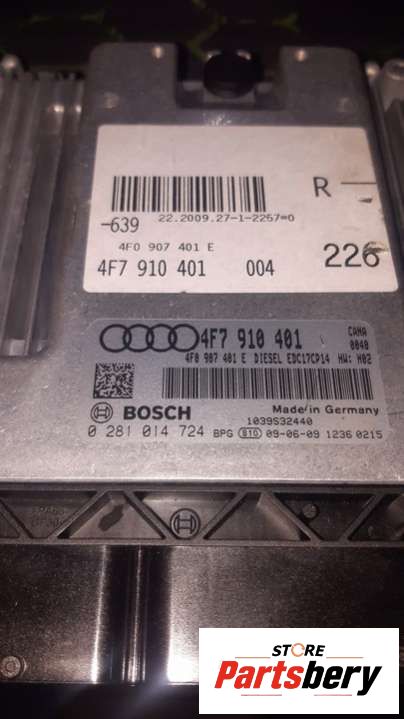 R
22.2009.27-1-2257=0
-639
4F0 907 401 E
4F7 910 401 004
226
4F7 910 401
CANA
0040
4F0 907 401 E DIESEL EDC17CP14 HW: H02
BOSCH
Made in Germany
1039S32440
0 281 014 724 BPG 810 09-06-09 1236 0215
STORE
Partsbery